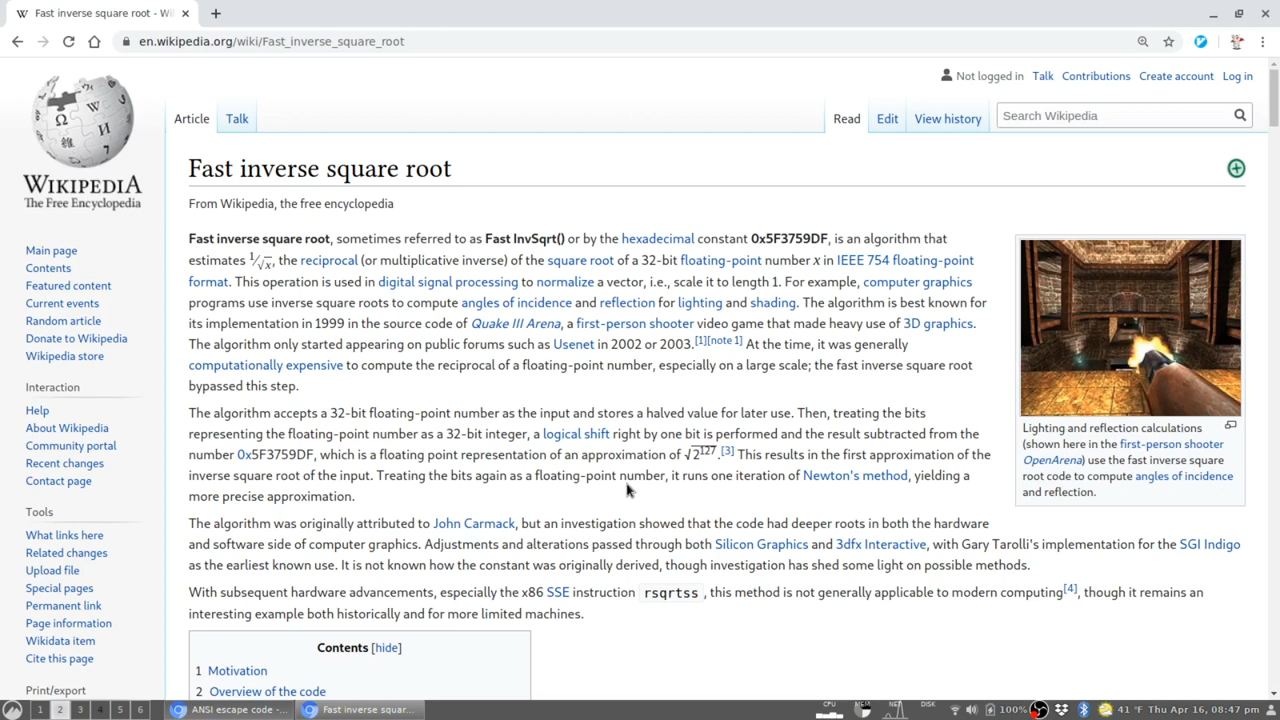 Fast inverse square root - Wi
en.wikipedia.org/wiki/Fast_inverse_square_root
Not logged in Talk Contributions Create account Log in
Article Talk Read Edit View history Search Wikipedia
WIKIPEDIA
The Free Encyclopedia
Main page
Contents
Featured content
Current events
Random article
Donate to Wikipedia
Wikipedia store
Interaction
Help
About Wikipedia
Community portal
Recent changes
Contact page
Tools
What links here
Related changes
Upload file
Special pages
Permanent link
Page information
Wikidata item
Cite this page
Print/export
Fast inverse square root
From Wikipedia, the free encyclopedia
Fast inverse square root, sometimes referred to as Fast InvSqrt() or by the hexadecimal constant 0x5F3759DF, is an algorithm that
estimates 1/√x, the reciprocal (or multiplicative inverse) of the square root of a 32-bit floating-point number x in IEEE 754 floating-point
format. This operation is used in digital signal processing to normalize a vector, i.e., scale it to length 1. For example, computer graphics
programs use inverse square roots to compute angles of incidence and reflection for lighting and shading. The algorithm is best known for
its implementation in 1999 in the source code of Quake III Arena, a first-person shooter video game that made heavy use of 3D graphics.
The algorithm only started appearing on public forums such as Usenet in 2002 or 2003.[1][note 1] At the time, it was generally
computationally expensive to compute the reciprocal of a floating-point number, especially on a large scale; the fast inverse square root
bypassed this step.
The algorithm accepts a 32-bit floating-point number as the input and stores a halved value for later use. Then, treating the bits
representing the floating-point number as a 32-bit integer, a logical shift right by one bit is performed and the result subtracted from the
number 0x5F3759DF, which is a floating point representation of an approximation of √2¹²⁷.[3] This results in the first approximation of the
inverse square root of the input. Treating the bits again as a floating-point number, it runs one iteration of Newton's method, yielding a
more precise approximation.
The algorithm was originally attributed to John Carmack, but an investigation showed that the code had deeper roots in both the hardware
and software side of computer graphics. Adjustments and alterations passed through both Silicon Graphics and 3dfx Interactive, with Gary Tarolli's implementation for the SGI Indigo
as the earliest known use. It is not known how the constant was originally derived, though investigation has shed some light on possible methods.
With subsequent hardware advancements, especially the x86 SSE instruction rsqrtss, this method is not generally applicable to modern computing[4], though it remains an
interesting example both historically and for more limited machines.
Contents [hide]
1 Motivation
2 Overview of the code
Lighting and reflection calculations
(shown here in the first-person shooter
OpenArena) use the fast inverse square
root code to compute angles of incidence
and reflection.
1 2 3 4 5 6 ANSI escape code -... Fast inverse squar... CPU MEM NET DISK 100% 41 °F Thu Apr 16, 08:47 pm